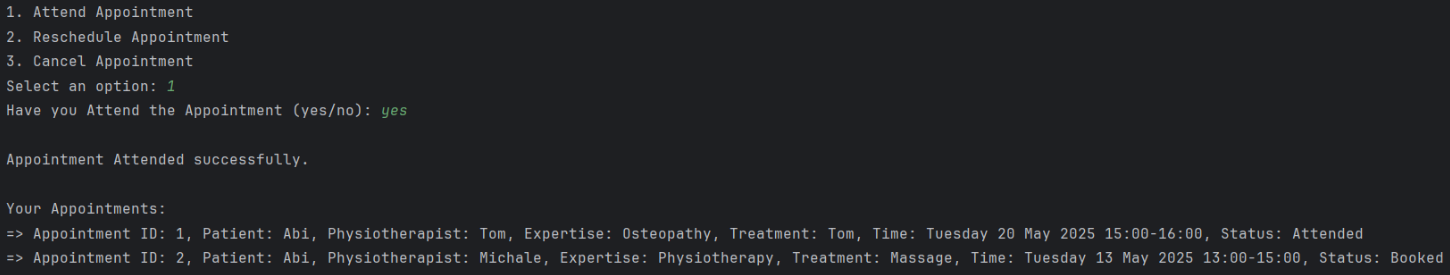 1. Attend Appointment
2. Reschedule Appointment
3. Cancel Appointment
Select an option: 1
Have you Attend the Appointment (yes/no): yes
Appointment Attended successfully.
Your Appointments:
=> Appointment ID: 1, Patient: Abi, Physiotherapist: Tom, Expertise: Osteopathy, Treatment: Tom, Time: Tuesday 20 May 2025 15:00-16:00, Status: Attended
=> Appointment ID: 2, Patient: Abi, Physiotherapist: Michale, Expertise: Physiotherapy, Treatment: Massage, Time: Tuesday 13 May 2025 13:00-15:00, Status: Booked